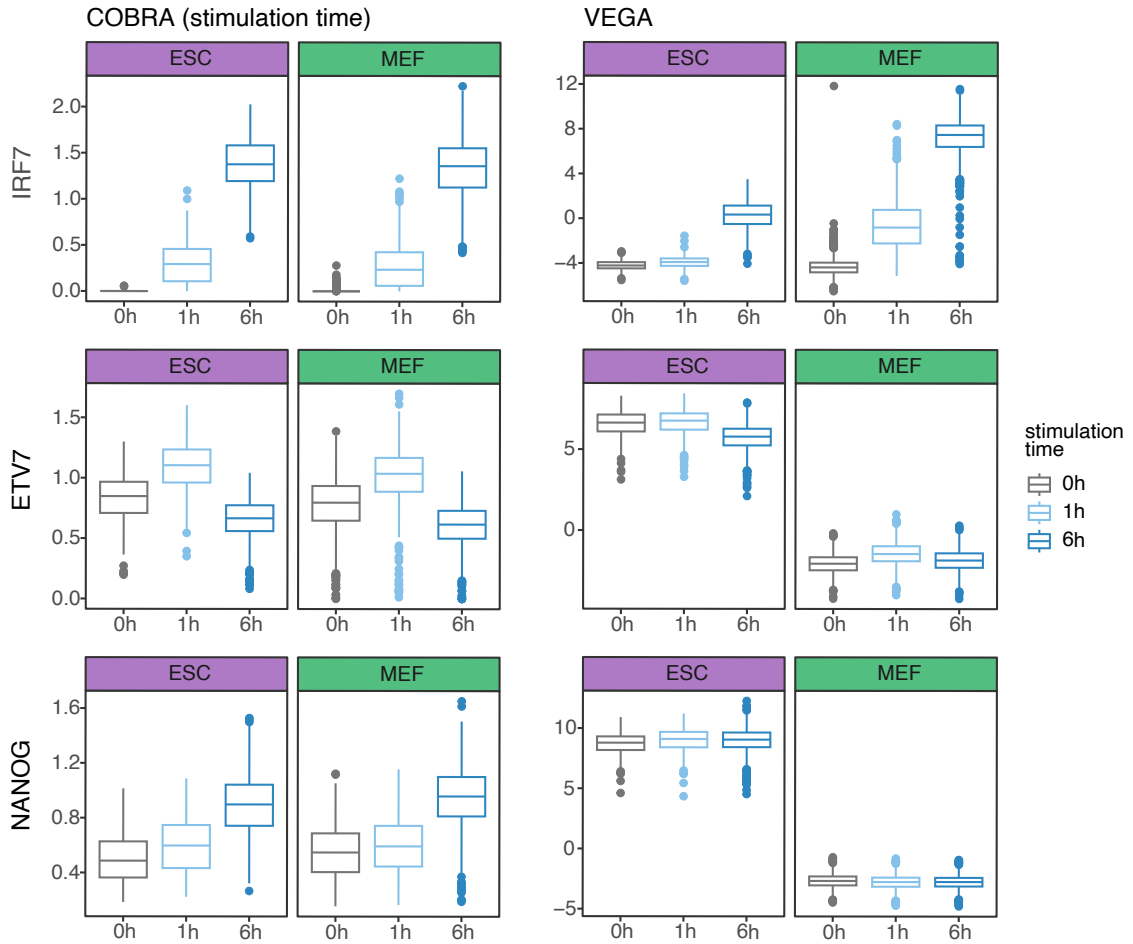 COBRA (stimulation time) VEGA
ESC MEF ESC MEF
IRF7
2.0
1.5
1.0
0.5
0.0
12
8
4
0
−4
0h 1h 6h 0h 1h 6h 0h 1h 6h 0h 1h 6h
ESC MEF ESC MEF
ETV7
1.5
1.0
0.5
0.0
5
0
0h 1h 6h 0h 1h 6h 0h 1h 6h 0h 1h 6h
stimulation
time
0h
1h
6h
ESC MEF ESC MEF
NANOG
1.6
1.2
0.8
0.4
10
5
0
−5
0h 1h 6h 0h 1h 6h 0h 1h 6h 0h 1h 6h